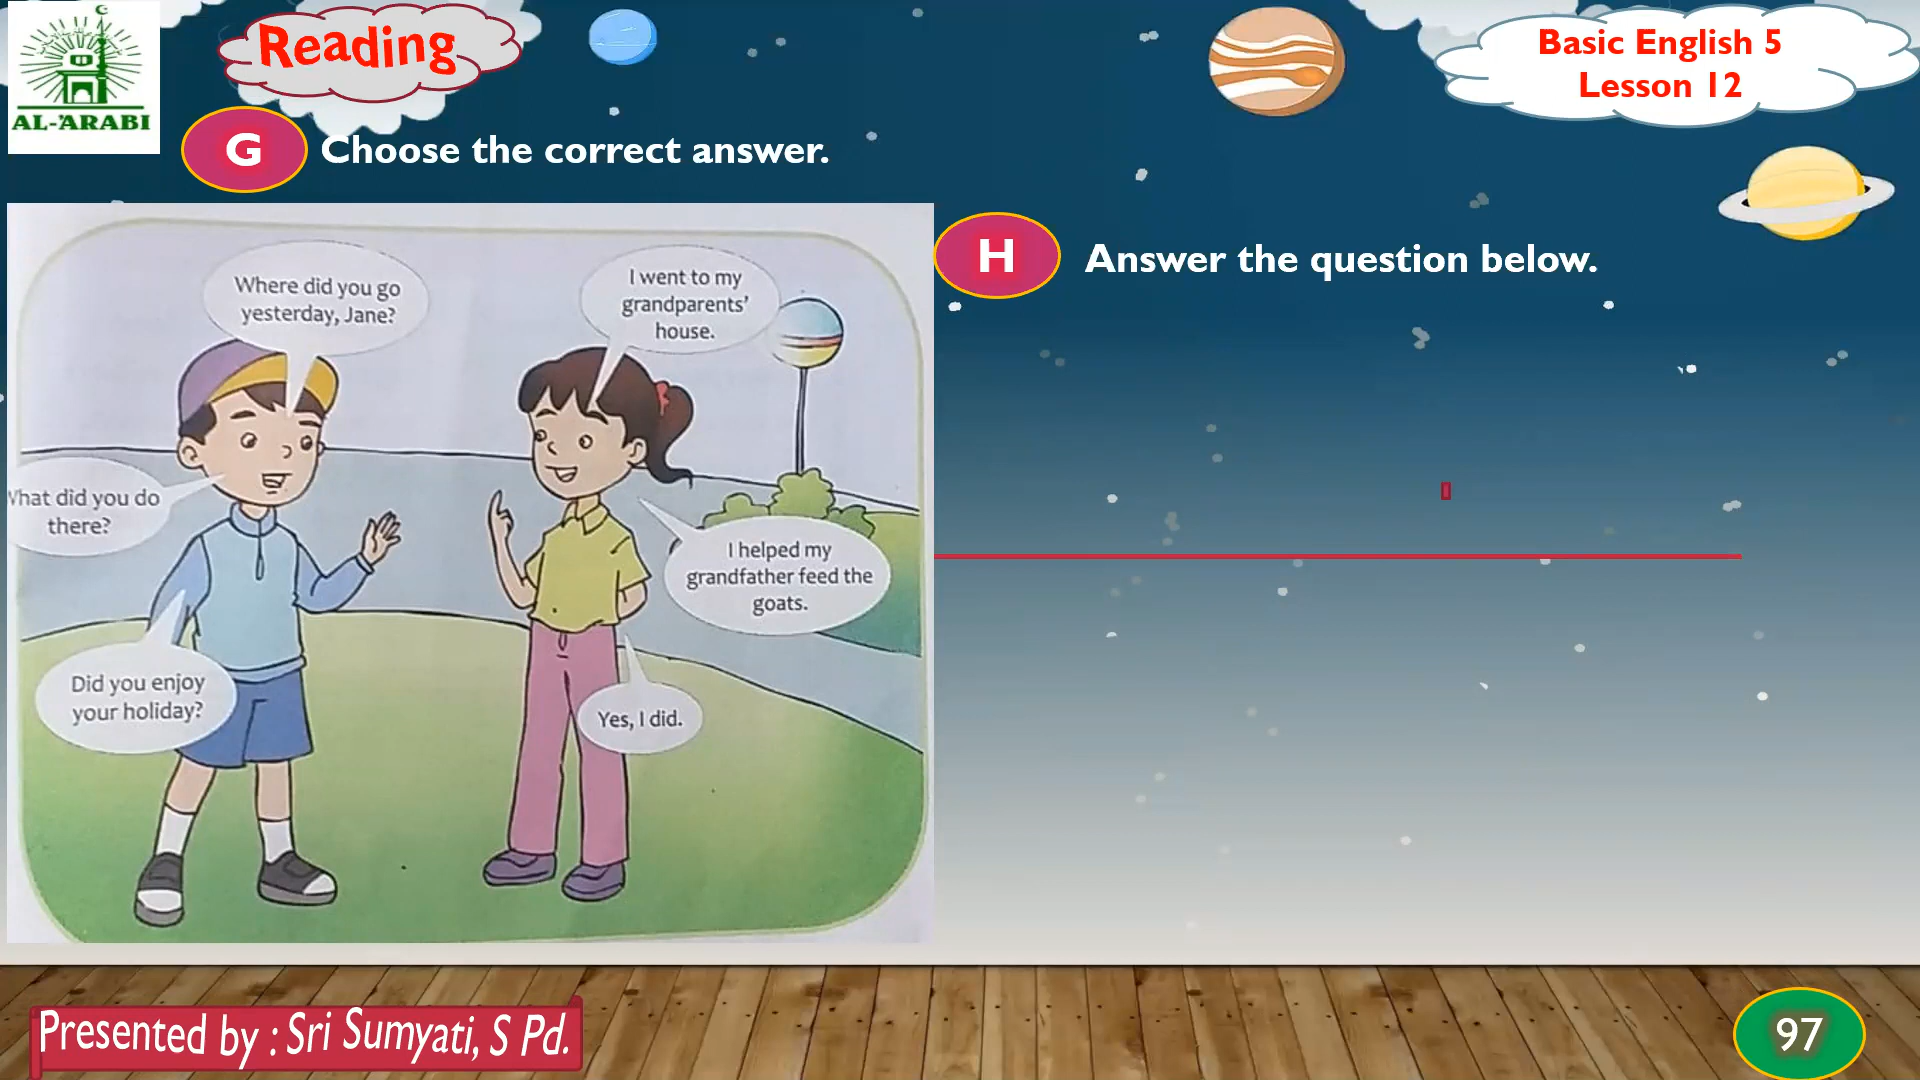 AL-'ARABI
Reading
Basic English 5
Lesson 12
G
Choose the correct answer.
H
Answer the question below.
Where did you go
yesterday, Jane?
I went to my
grandparents'
house.
What did you do
there?
I helped my
grandfather feed the
goats.
Did you enjoy
your holiday?
Yes, I did.
Presented by : Sri Sumyati, S Pd.
97